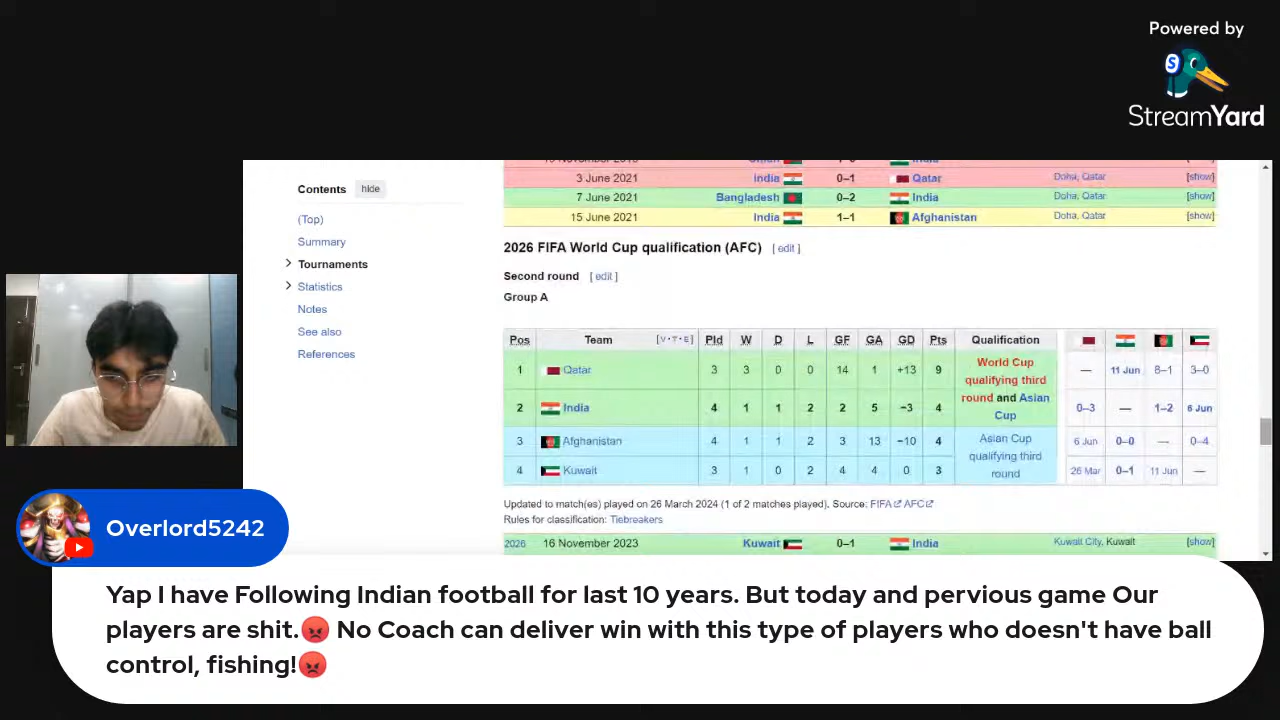 Powered by
S
StreamYard
Contents hide
(Top)
Summary
Tournaments
Statistics
Notes
See also
References
3 June 2021 India 0–1 Qatar Doha, Qatar [show]
7 June 2021 Bangladesh 0–2 India Doha, Qatar [show]
15 June 2021 India 1–1 Afghanistan Doha, Qatar [show]
2026 FIFA World Cup qualification (AFC) [ edit ]
Second round [ edit ]
Group A
Pos Team [V·T·E] Pld W D L GF GA GD Pts Qualification
1 Qatar 3 3 0 0 14 1 +13 9 World Cup qualifying third round and Asian Cup — 11 Jun 8–1 3–0
2 India 4 1 1 2 2 5 −3 4 0–3 — 1–2 6 Jun
3 Afghanistan 4 1 1 2 3 13 −10 4 Asian Cup qualifying third round 6 Jun 0–0 — 0–4
4 Kuwait 3 1 0 2 4 4 0 3 26 Mar 0–1 11 Jun —
Updated to match(es) played on 26 March 2024 (1 of 2 matches played). Source: FIFA AFC
Rules for classification: Tiebreakers
2026 16 November 2023 Kuwait 0–1 India Kuwait City, Kuwait [show]
Overlord5242
Yap I have Following Indian football for last 10 years. But today and pervious game Our
players are shit.😡 No Coach can deliver win with this type of players who doesn't have ball
control, fishing!😡